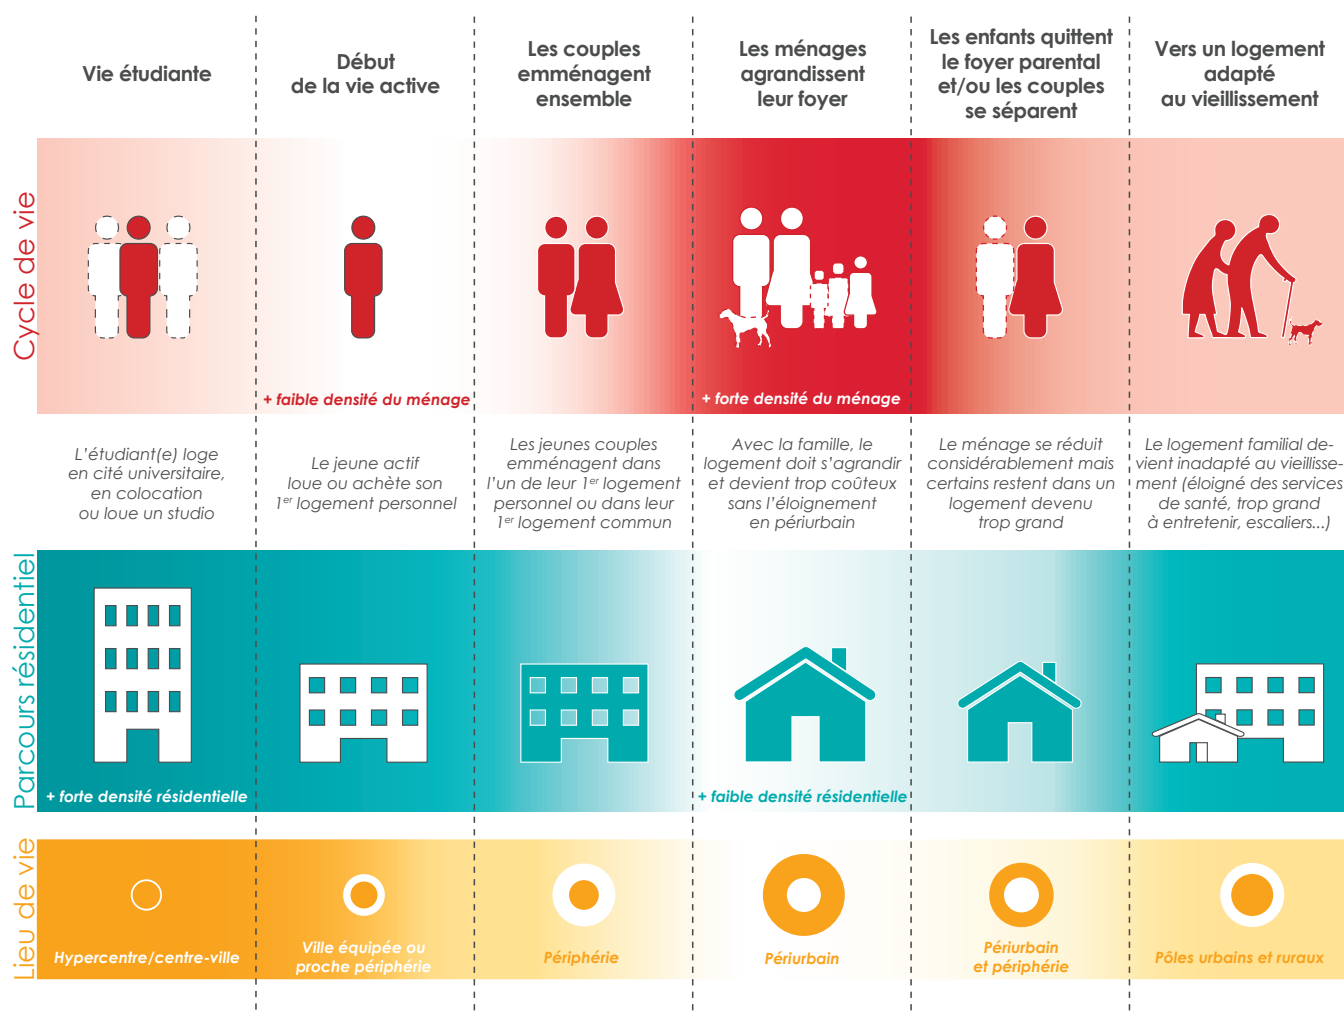 Vie étudiante
Début
de la vie active
Les couples
emménagent
ensemble
Les ménages
agrandissent
leur foyer
Les enfants quittent
le foyer parental
et/ou les couples
se séparent
Vers un logement
adapté
au vieillissement
Cycle de vie
+ faible densité du ménage
+ forte densité du ménage
L'étudiant(e) loge
en cité universitaire,
en colocation
ou loue un studio
Le jeune actif
loue ou achète son
1er logement personnel
Les jeunes couples
emménagent dans
l'un de leur 1er logement
personnel ou dans leur
1er logement commun
Avec la famille, le
logement doit s'agrandir
et devient trop coûteux
sans l'éloignement
en périurbain
Le ménage se réduit
considérablement mais
certains restent dans un
logement devenu
trop grand
Le logement familial de-
vient inadapté au vieillisse-
ment (éloigné des services
de santé, trop grand
à entretenir, escaliers...)
Parcours résidentiel
+ forte densité résidentielle
+ faible densité résidentielle
Lieu de vie
Hypercentre/centre-ville
Ville équipée ou
proche périphérie
Périphérie
Périurbain
Périurbain
et périphérie
Pôles urbains et ruraux